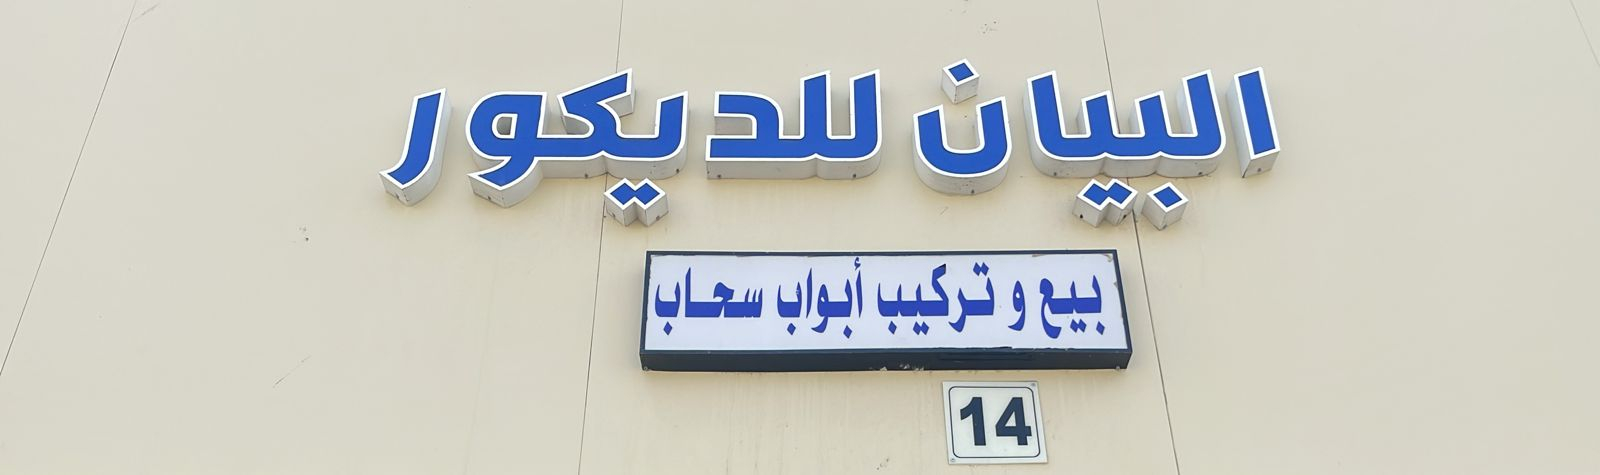 البيان للديكور
بيع و تركيب أبواب سحاب
14